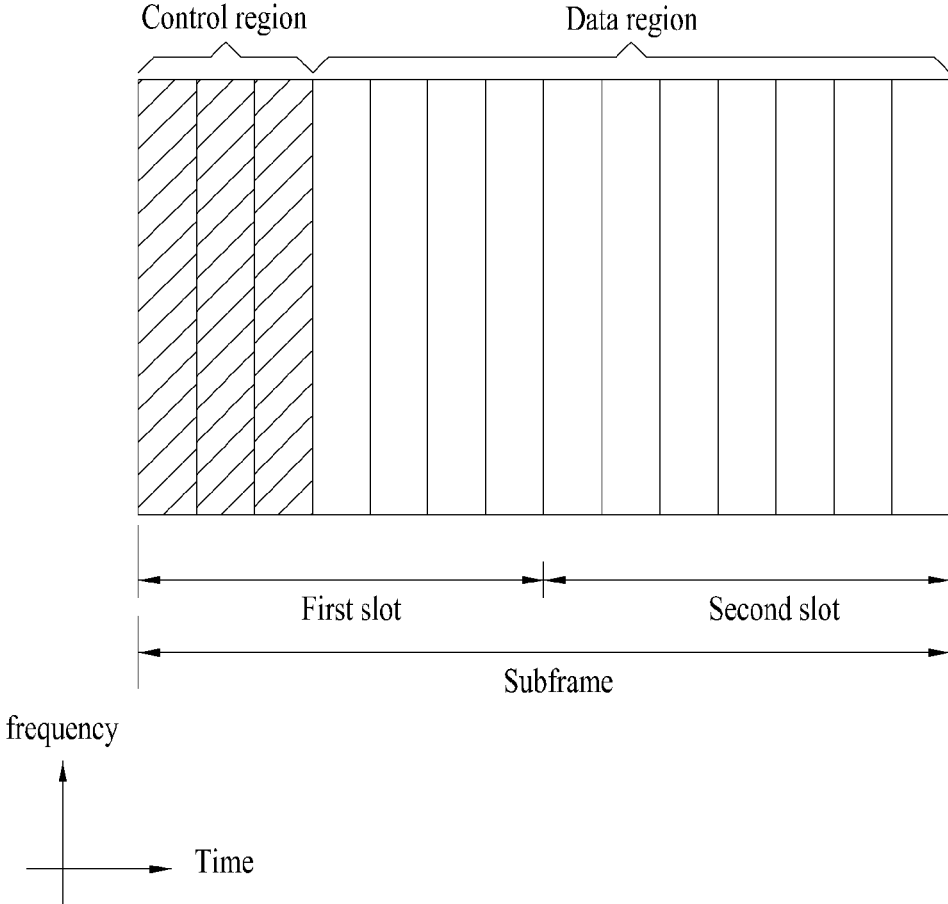 Control region
Data region
First slot
Second slot
Subframe
frequency
Time